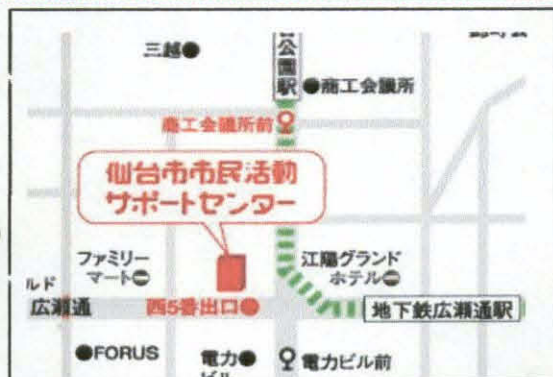 三越●
台公園駅
●商工会議所
商工会議所前
仙台市市民活動
サポートセンター
ファミリー
マート
江陽グランド
ホテル
ルド
広瀬通
西5番出口●
地下鉄広瀬通駅
●FORUS
電力●
ビル
電力ビル前